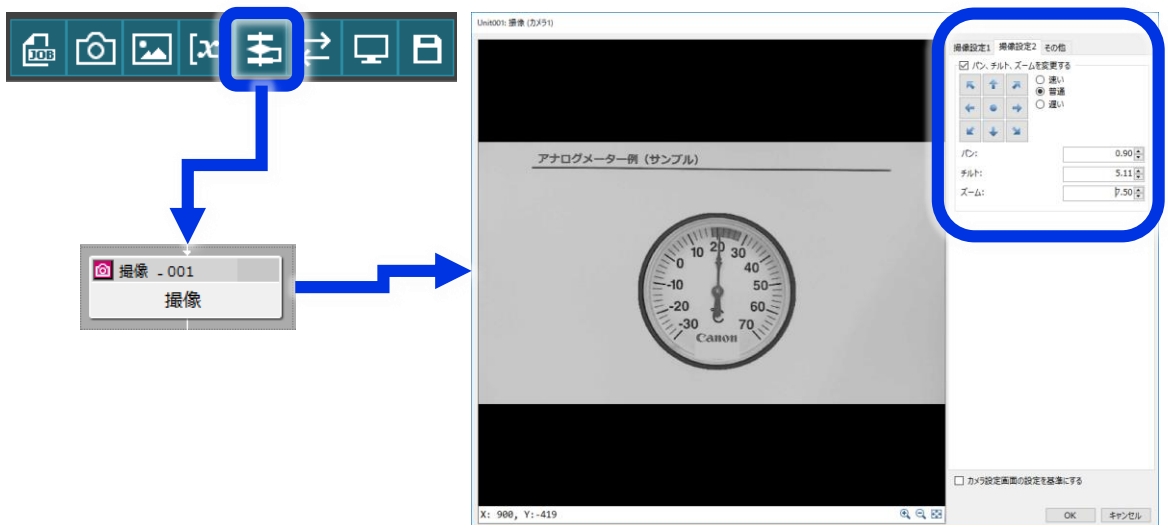 JOB
[x
撮像 - 001
撮像
Unit001: 撮像 (カメラ1)
アナログメーター例（サンプル）
10 20 30
0 40
-10 50
-20 60
-30 70
Canon
X: 900, Y:-419
撮像設定1 撮像設定2 その他
パン、チルト、ズームを変更する
速い
普通
遅い
パン: 0.90
チルト: 5.11
ズーム: 7.50
カメラ設定画面の設定を基準にする
OK キャンセル